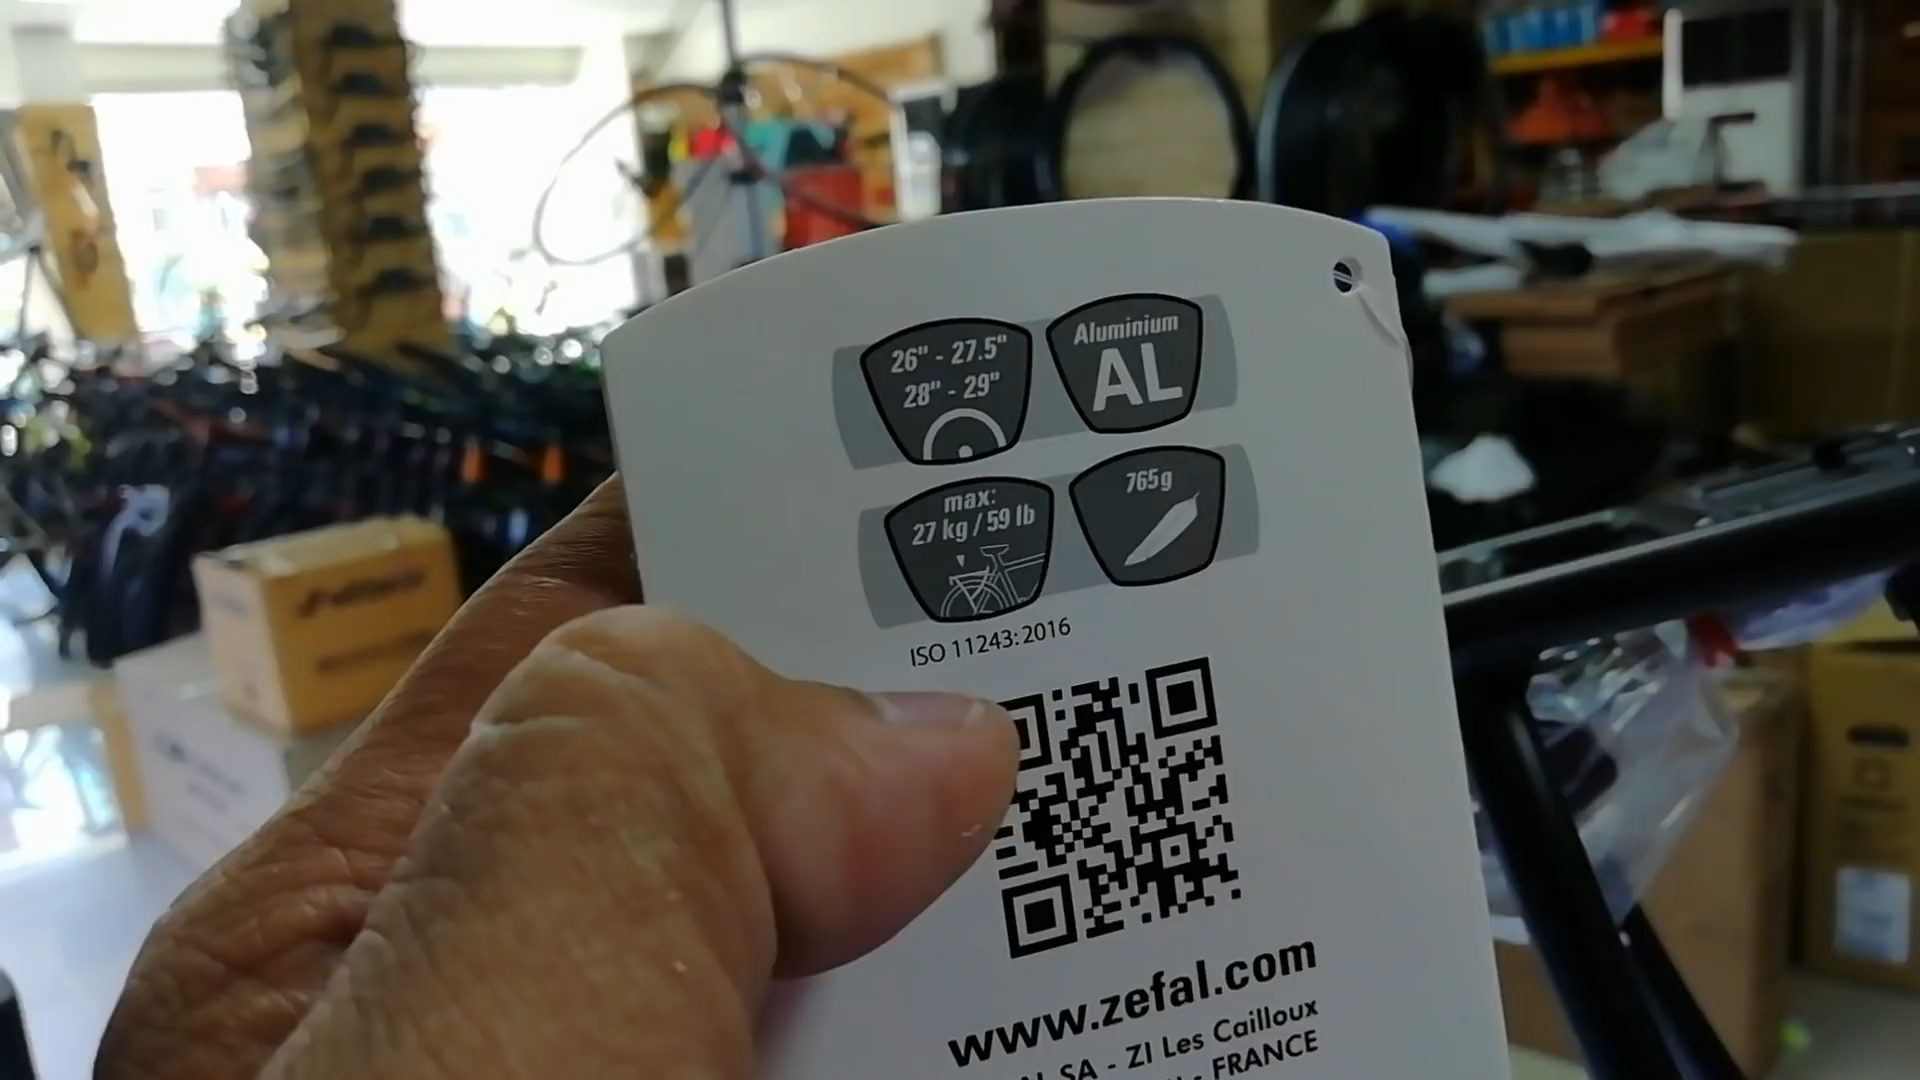 26" - 27.5"
28" - 29"
Aluminium
AL
max:
27 kg / 59 lb
765g
ISO 11243:2016
www.zefal.com
SA - ZI Les Cailloux
- FRANCE